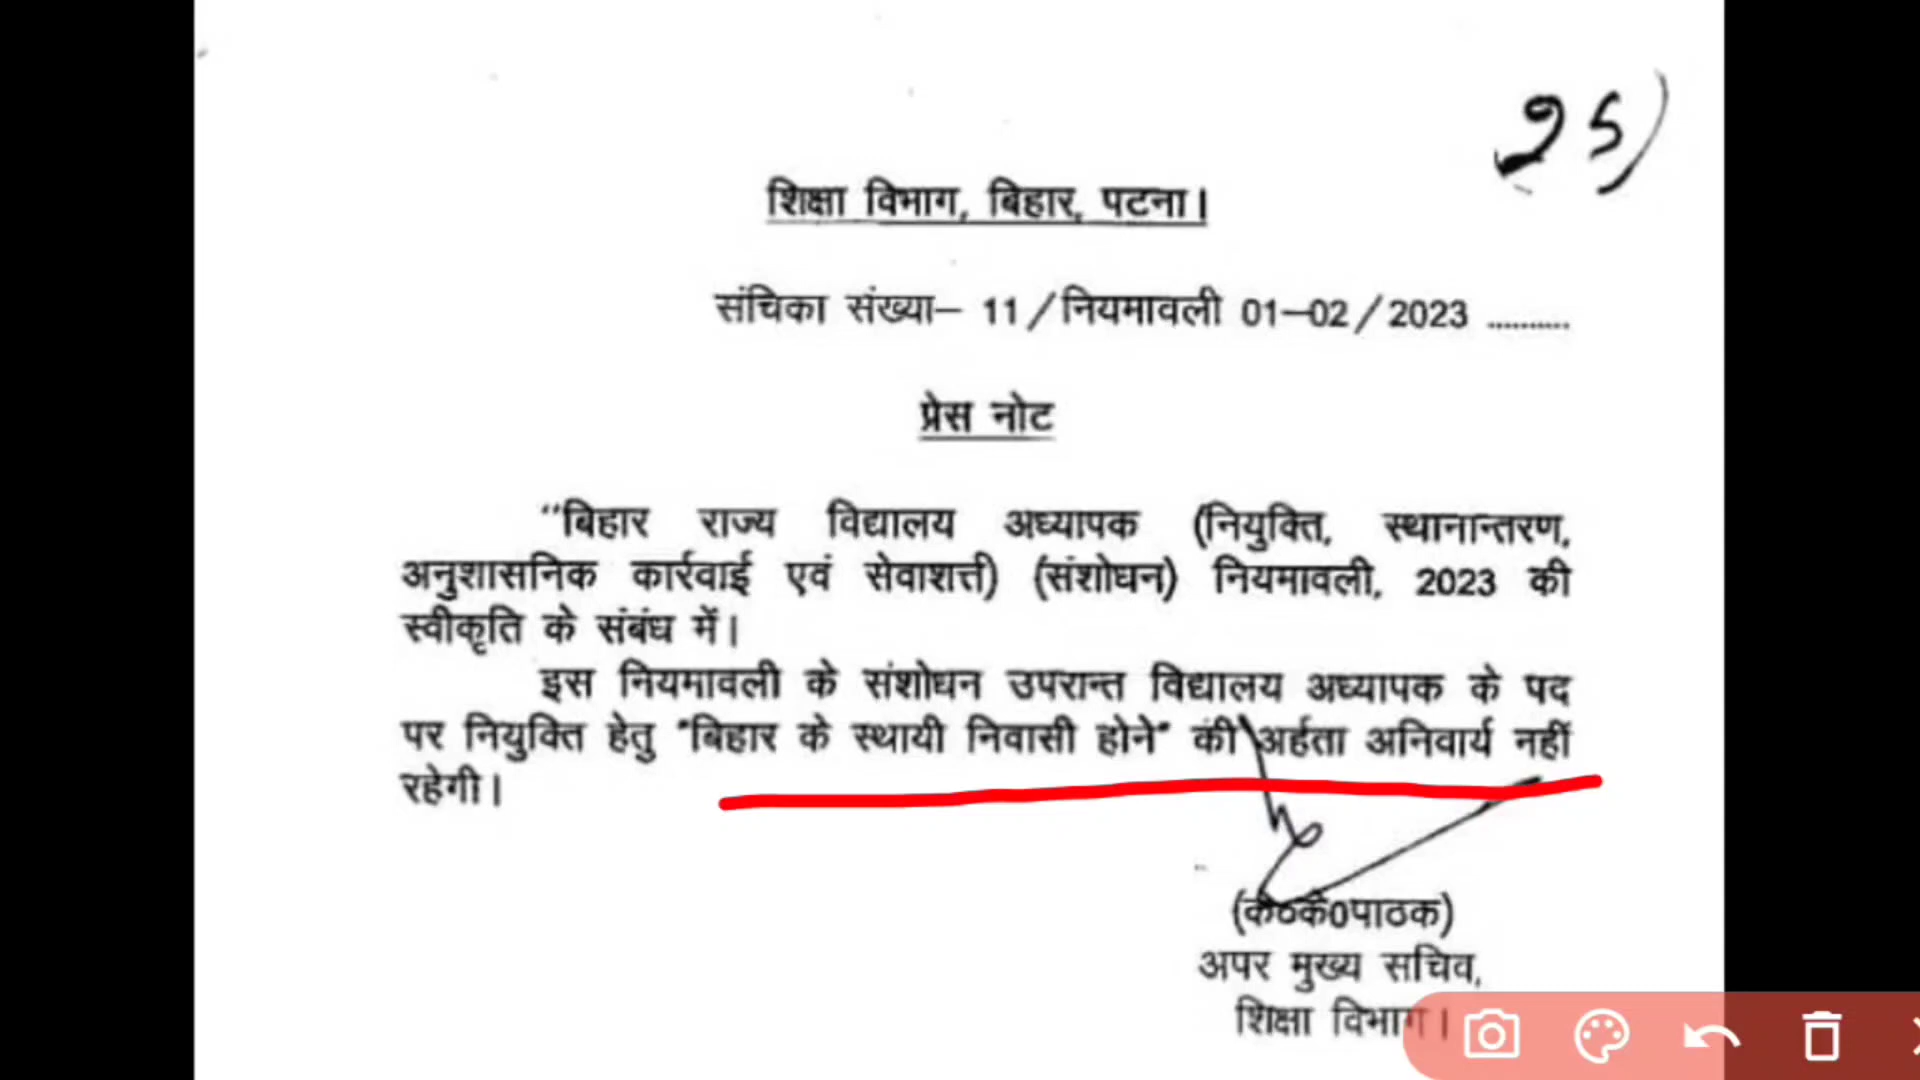 25)
शिक्षा विभाग, बिहार, पटना।
संचिका संख्या– 11/नियमावली 01–02/2023 ..........
प्रेस नोट
“बिहार राज्य विद्यालय अध्यापक (नियुक्ति, स्थानान्तरण,
अनुशासनिक कार्रवाई एवं सेवाशर्त्त) (संशोधन) नियमावली, 2023 की
स्वीकृति के संबंध में।
इस नियमावली के संशोधन उपरान्त विद्यालय अध्यापक के पद
पर नियुक्ति हेतु "बिहार के स्थायी निवासी होने" की अर्हता अनिवार्य नहीं
रहेगी।
(के०के0पाठक)
अपर मुख्य सचिव,
शिक्षा विभाग।